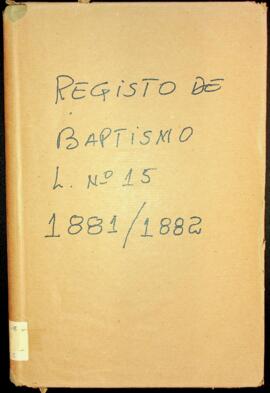 REGISTO DE
BAPTISMO
L. Nº 15
1881/1882